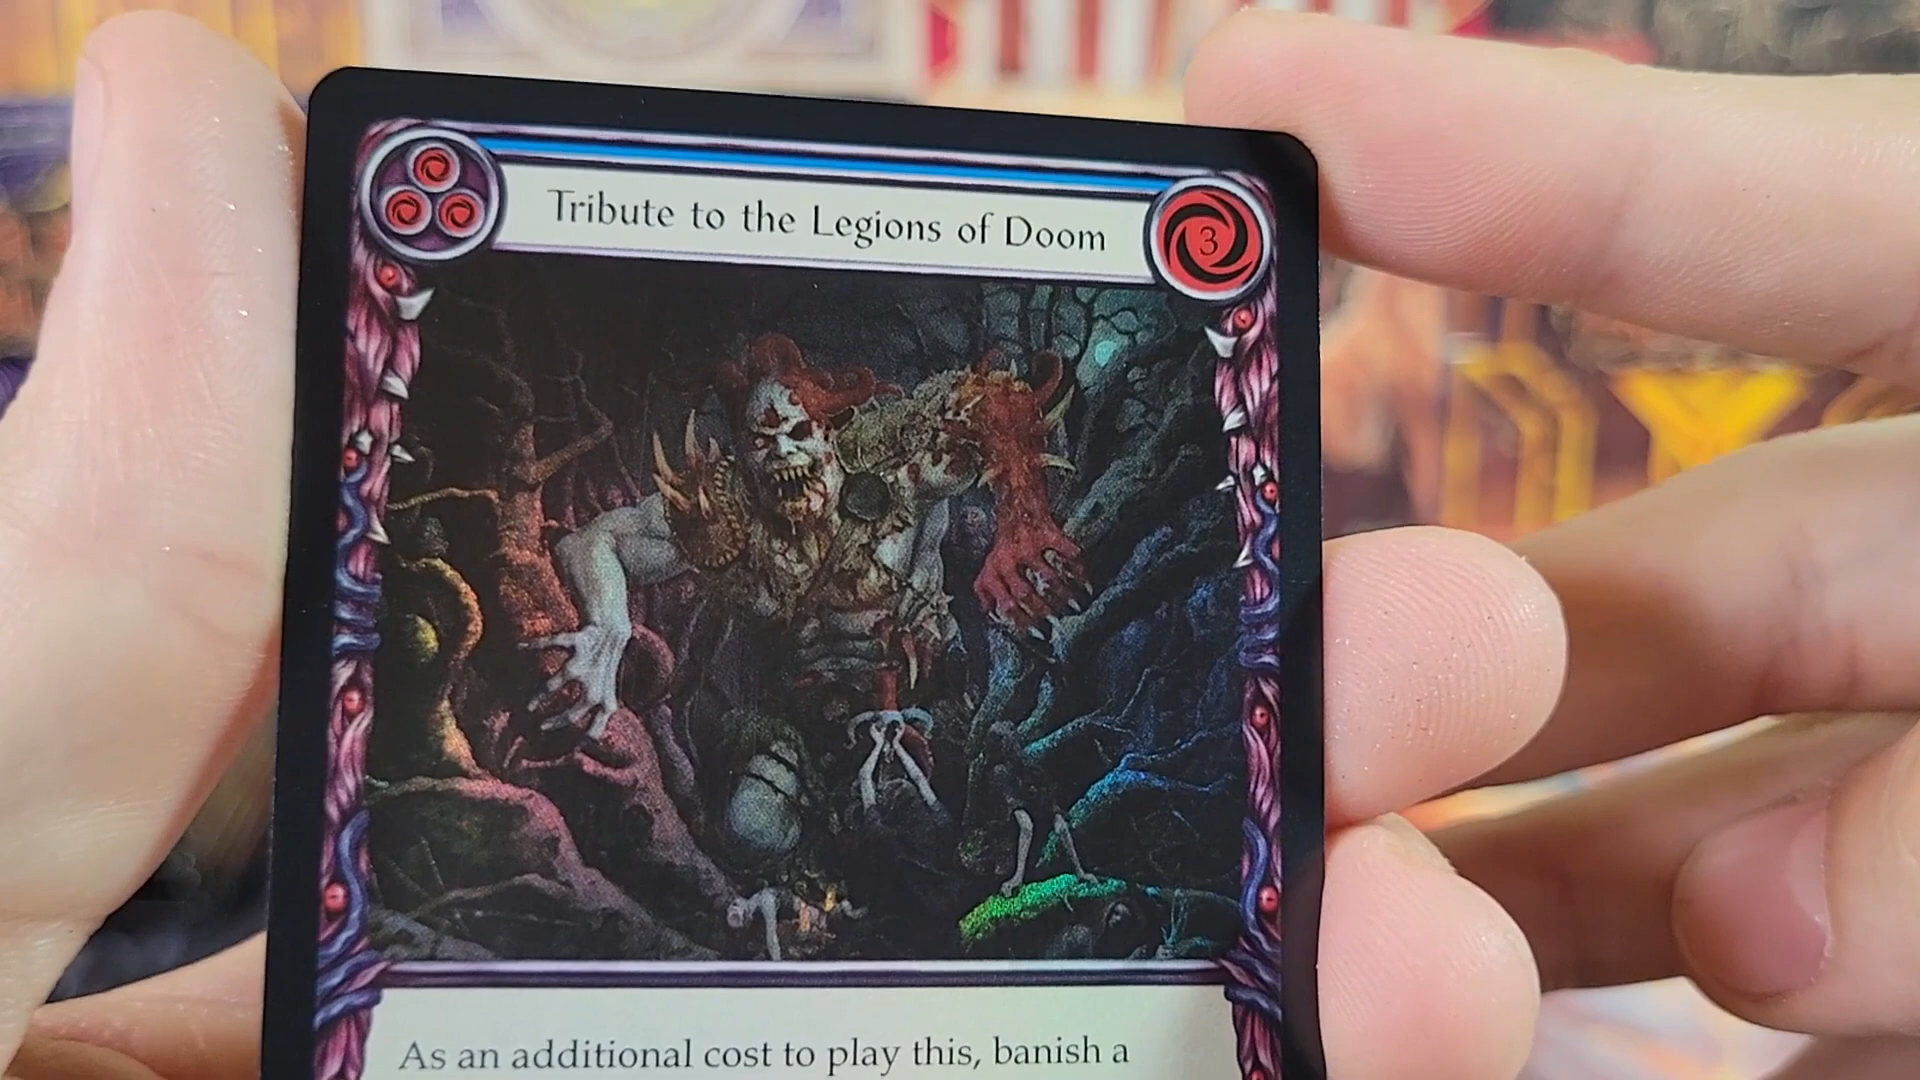 Tribute to the Legions of Doom
3
As an additional cost to play this, banish a